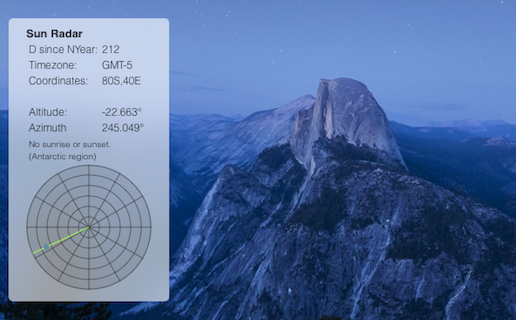 Sun Radar
D since NYear: 212
Timezone: GMT-5
Coordinates: 80S,40E
Altitude: -22.663°
Azimuth 245.049°
No sunrise or sunset.
(Antarctic region)